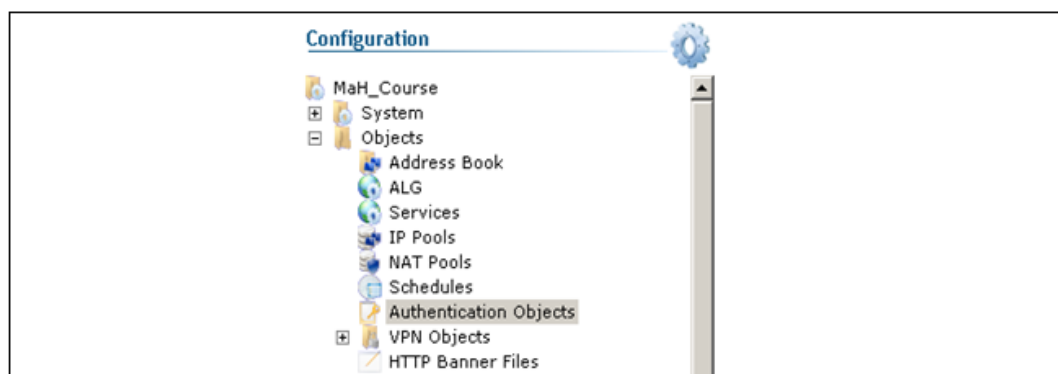 Configuration
MaH_Course
System
Objects
Address Book
ALG
Services
IP Pools
NAT Pools
Schedules
Authentication Objects
VPN Objects
HTTP Banner Files